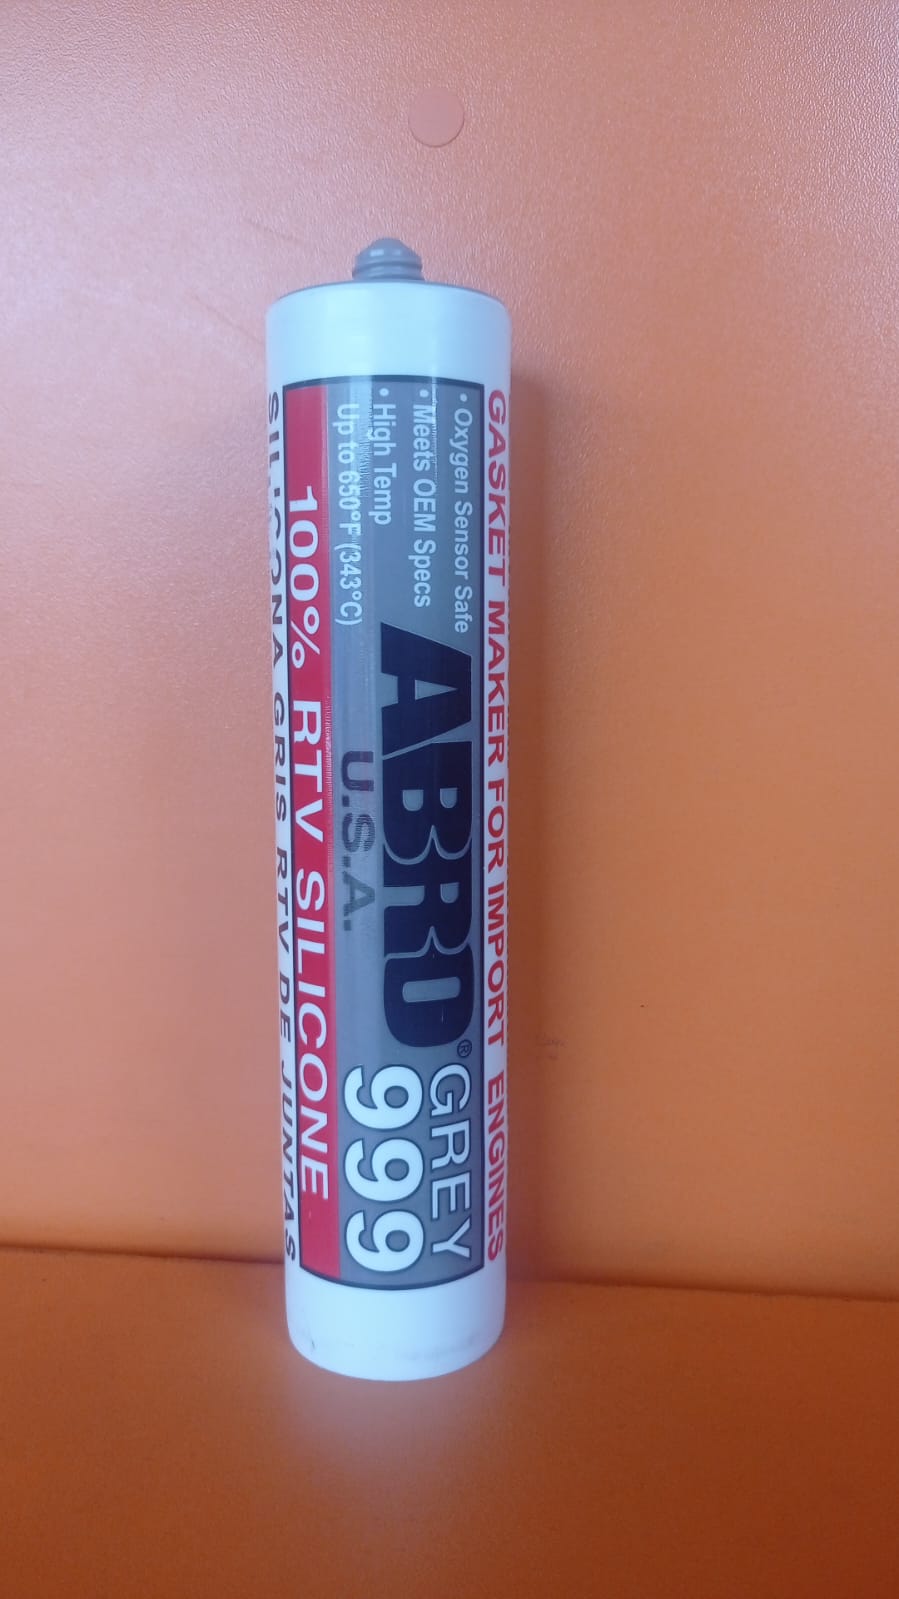 GASKET MAKER FOR IMPORT ENGINES
• Oxygen Sensor Safe
• Meets OEM Specs
• High Temp
Up to 650°F (343°C)
ABRO®
U.S.A.
GREY
999
100% RTV SILICONE
SILICONA GRIS RTV DE JUNTAS